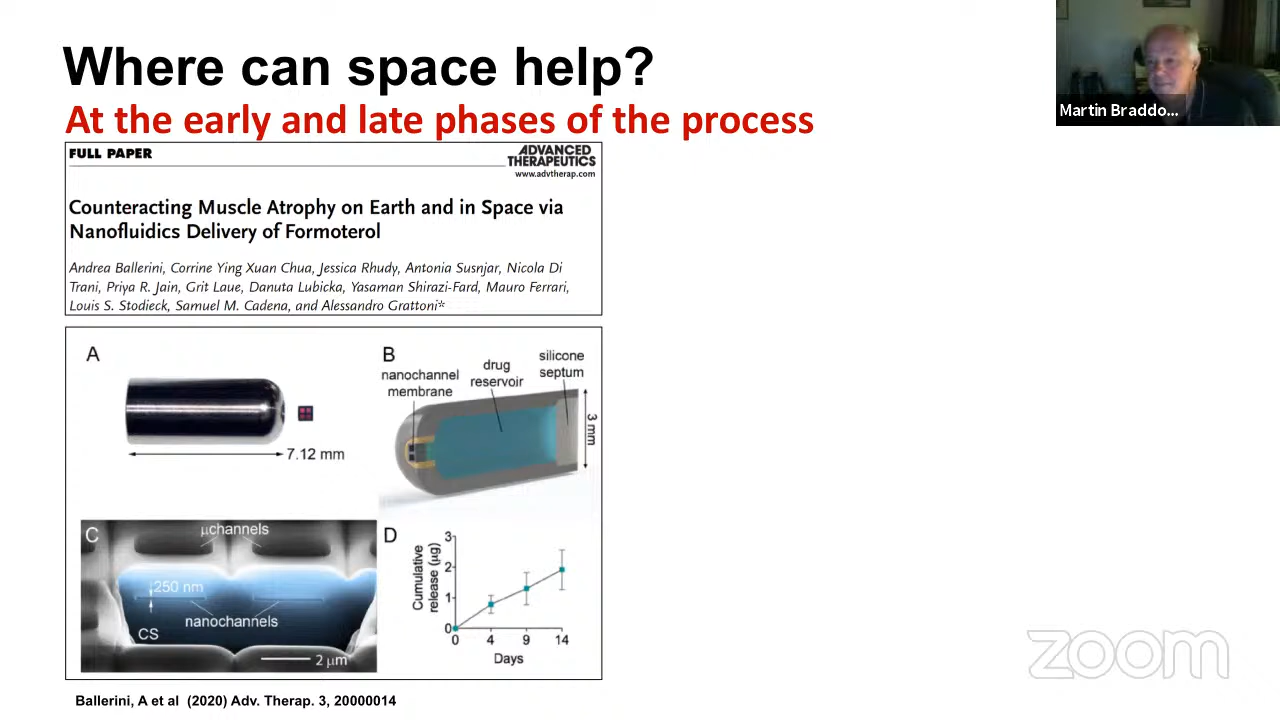 Where can space help?
At the early and late phases of the process
Martin Braddo...
FULL PAPER
ADVANCED
THERAPEUTICS
www.advtherap.com
Counteracting Muscle Atrophy on Earth and in Space via
Nanofluidics Delivery of Formoterol
Andrea Ballerini, Corrine Ying Xuan Chua, Jessica Rhudy, Antonia Susnjar, Nicola Di
Trani, Priya R. Jain, Grit Laue, Danuta Lubicka, Yasaman Shirazi-Fard, Mauro Ferrari,
Louis S. Stodieck, Samuel M. Cadena, and Alessandro Grattoni*
A
7.12 mm
B
nanochannel
membrane
drug
reservoir
silicone
septum
3 mm
C
µchannels
250 nm
nanochannels
CS
2 µm
D
Cumulative
release (µg)
3
2
1
0
0 4 9 14
Days
zoom
Ballerini, A et al (2020) Adv. Therap. 3, 20000014